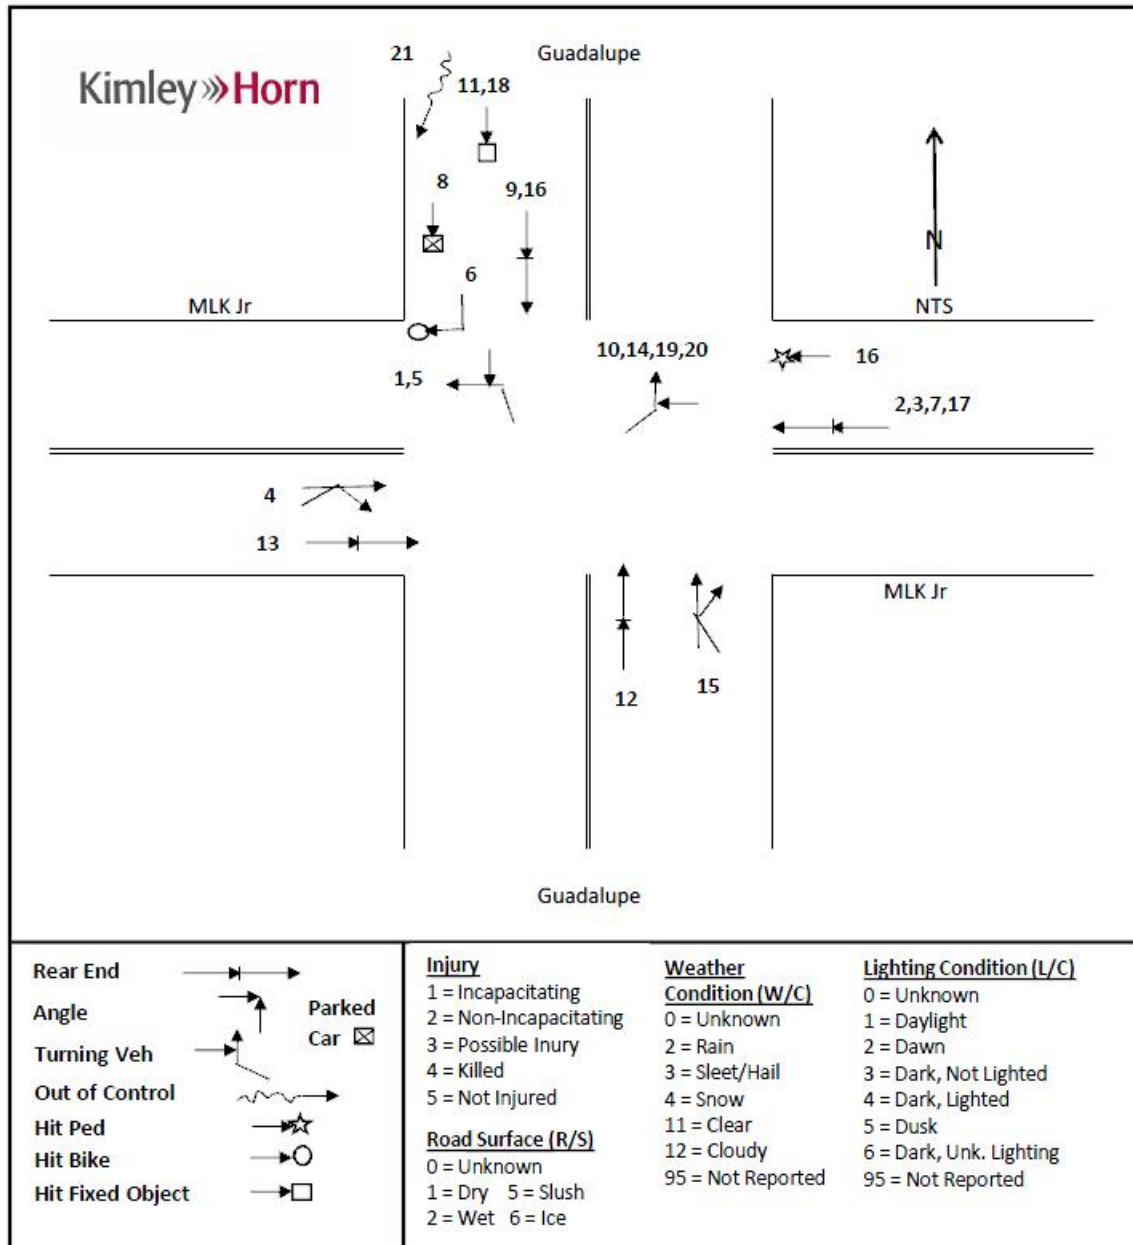 21
Guadalupe
Kimley»Horn
11,18
8
9,16
6
N
MLK Jr
NTS
10,14,19,20
16
1,5
2,3,7,17
4
13
MLK Jr
15
12
Guadalupe
Rear End
Angle
Parked
Car
Turning Veh
Out of Control
Hit Ped
Hit Bike
Hit Fixed Object
Injury
1 = Incapacitating
2 = Non-Incapacitating
3 = Possible Inury
4 = Killed
5 = Not Injured
Road Surface (R/S)
0 = Unknown
1 = Dry 5 = Slush
2 = Wet 6 = Ice
Weather
Condition (W/C)
0 = Unknown
2 = Rain
3 = Sleet/Hail
4 = Snow
11 = Clear
12 = Cloudy
95 = Not Reported
Lighting Condition (L/C)
0 = Unknown
1 = Daylight
2 = Dawn
3 = Dark, Not Lighted
4 = Dark, Lighted
5 = Dusk
6 = Dark, Unk. Lighting
95 = Not Reported